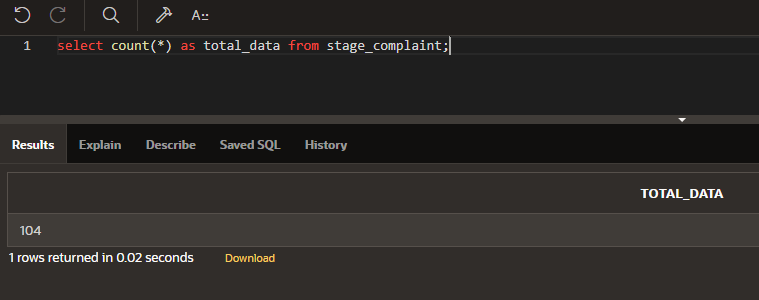 A::
1 select count(*) as total_data from stage_complaint;
Results Explain Describe Saved SQL History
TOTAL_DATA
104
1 rows returned in 0.02 seconds Download